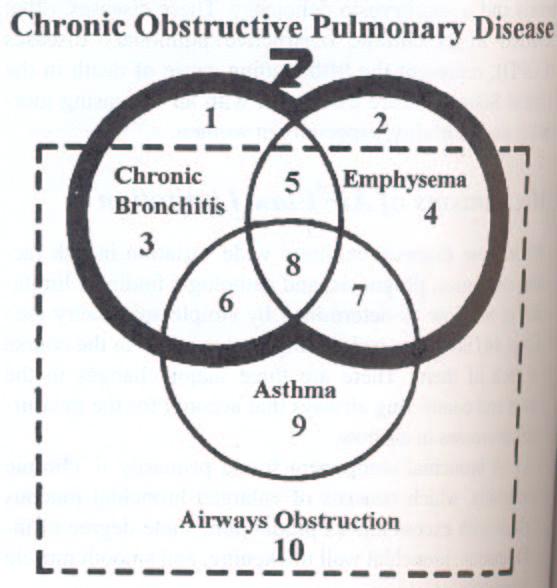 Chronic Obstructive Pulmonary Disease
1
2
Chronic
Bronchitis
5
Emphysema
3
4
8
6
7
Asthma
9
Airways Obstruction
10